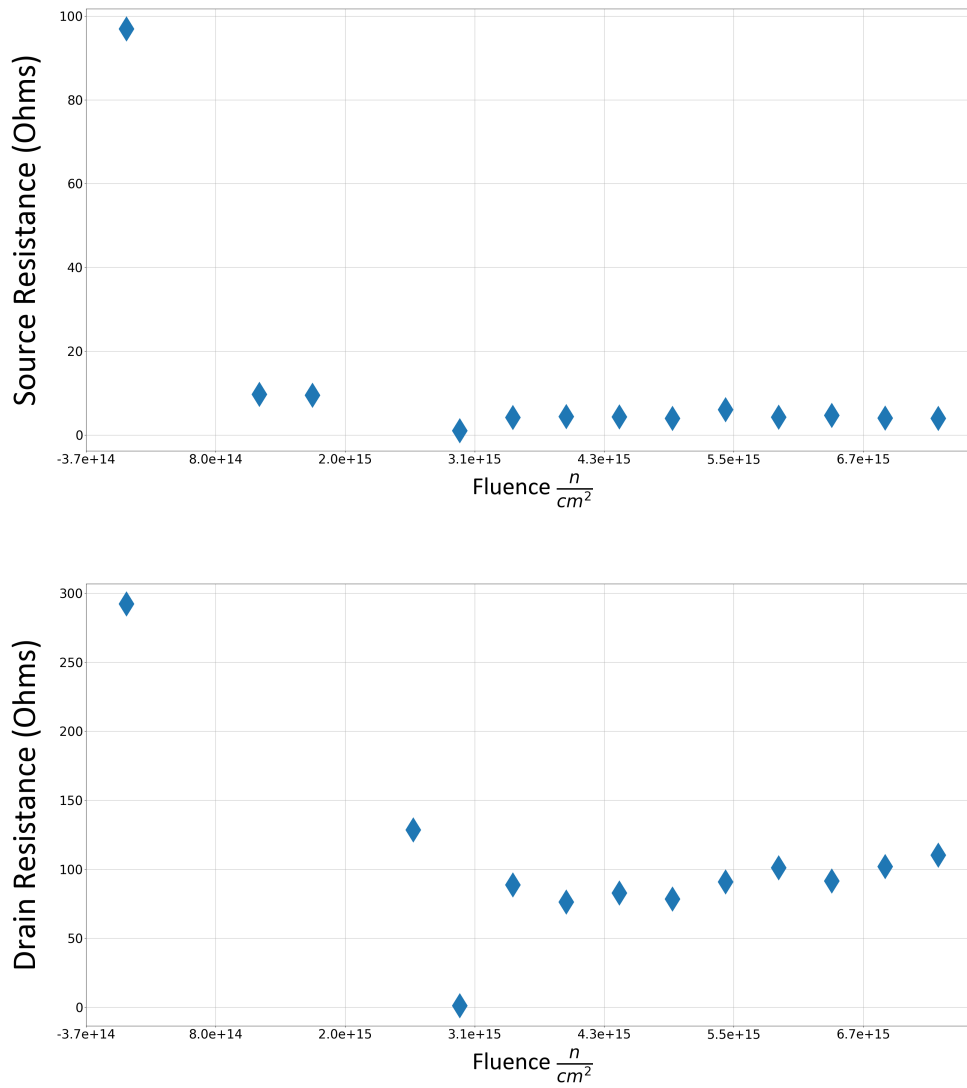 Source Resistance (Ohms)
100
80
60
40
20
0
-3.7e+14 8.0e+14 2.0e+15 3.1e+15 4.3e+15 5.5e+15 6.7e+15
Fluence n/cm²
Drain Resistance (Ohms)
300
250
200
150
100
50
0
-3.7e+14 8.0e+14 2.0e+15 3.1e+15 4.3e+15 5.5e+15 6.7e+15
Fluence n/cm²